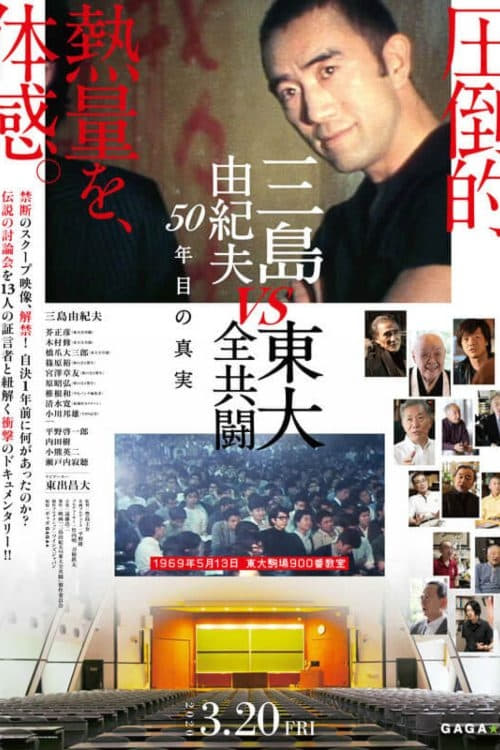 圧倒的
熱量を、
体感。
三島
由紀夫
vs
東大
全共闘
50年目の真実
禁断のスクープ映像、解禁! 自決1年前に何があったのか?
伝説の討論会を13人の証言者と紐解く衝撃のドキュメンタリー!!
三島由紀夫
芥正彦
木村修
橋爪大三郎
篠原裕
宮澤章友
原昭弘
椎根和
清水寛
小川邦雄
平野啓一郎
内田樹
小熊英二
瀬戸内寂聴
東出昌大
1969年5月13日 東大駒場900番教室
2020 3.20 FRI
GAGA